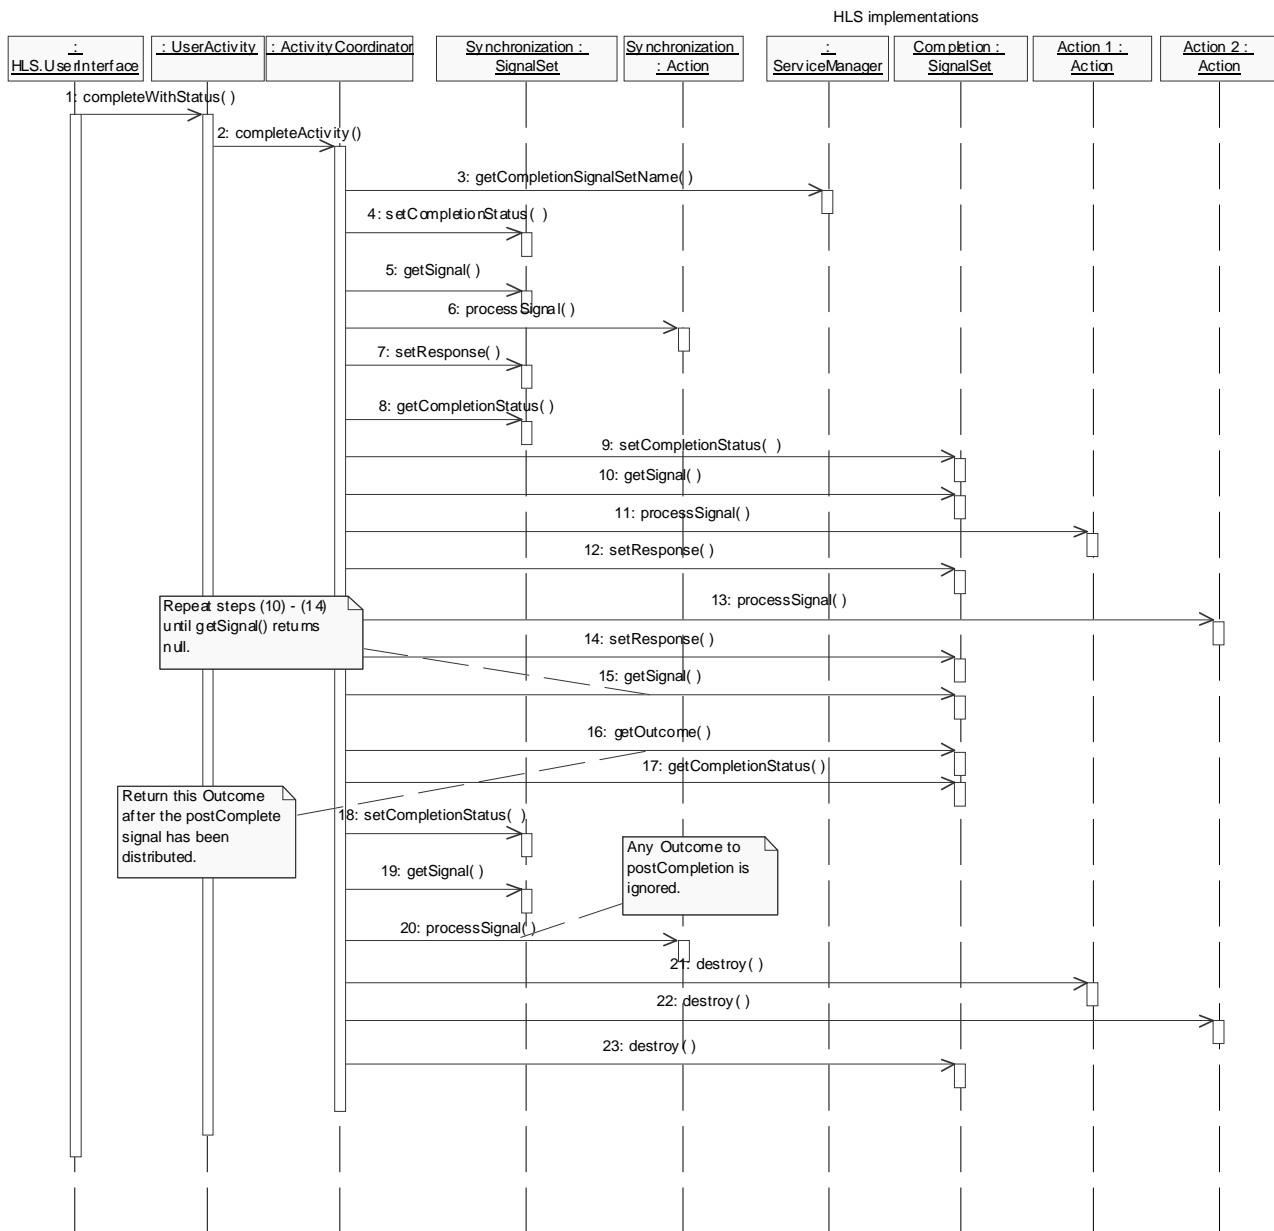 HLS implementations
:
HLS.UserInterface
: UserActivity
: ActivityCoordinator
Synchronization :
SignalSet
Synchronization
: Action
:
ServiceManager
Completion :
SignalSet
Action 1 :
Action
Action 2 :
Action
1: completeWithStatus( )
2: completeActivity()
3: getCompletionSignalSetName( )
4: setCompletionStatus( )
5: getSignal( )
6: processSignal( )
7: setResponse( )
8: getCompletionStatus( )
9: setCompletionStatus( )
10: getSignal( )
11: processSignal( )
12: setResponse( )
13: processSignal( )
Repeat steps (10) - (14)
until getSignal() returns
null.
14: setResponse( )
15: getSignal( )
16: getOutcome( )
17: getCompletionStatus( )
Return this Outcome
after the postComplete
signal has been
distributed.
18: setCompletionStatus( )
Any Outcome to
postCompletion is
ignored.
19: getSignal( )
20: processSignal( )
21: destroy( )
22: destroy( )
23: destroy( )